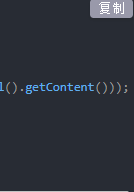 复制
l().getContent()));